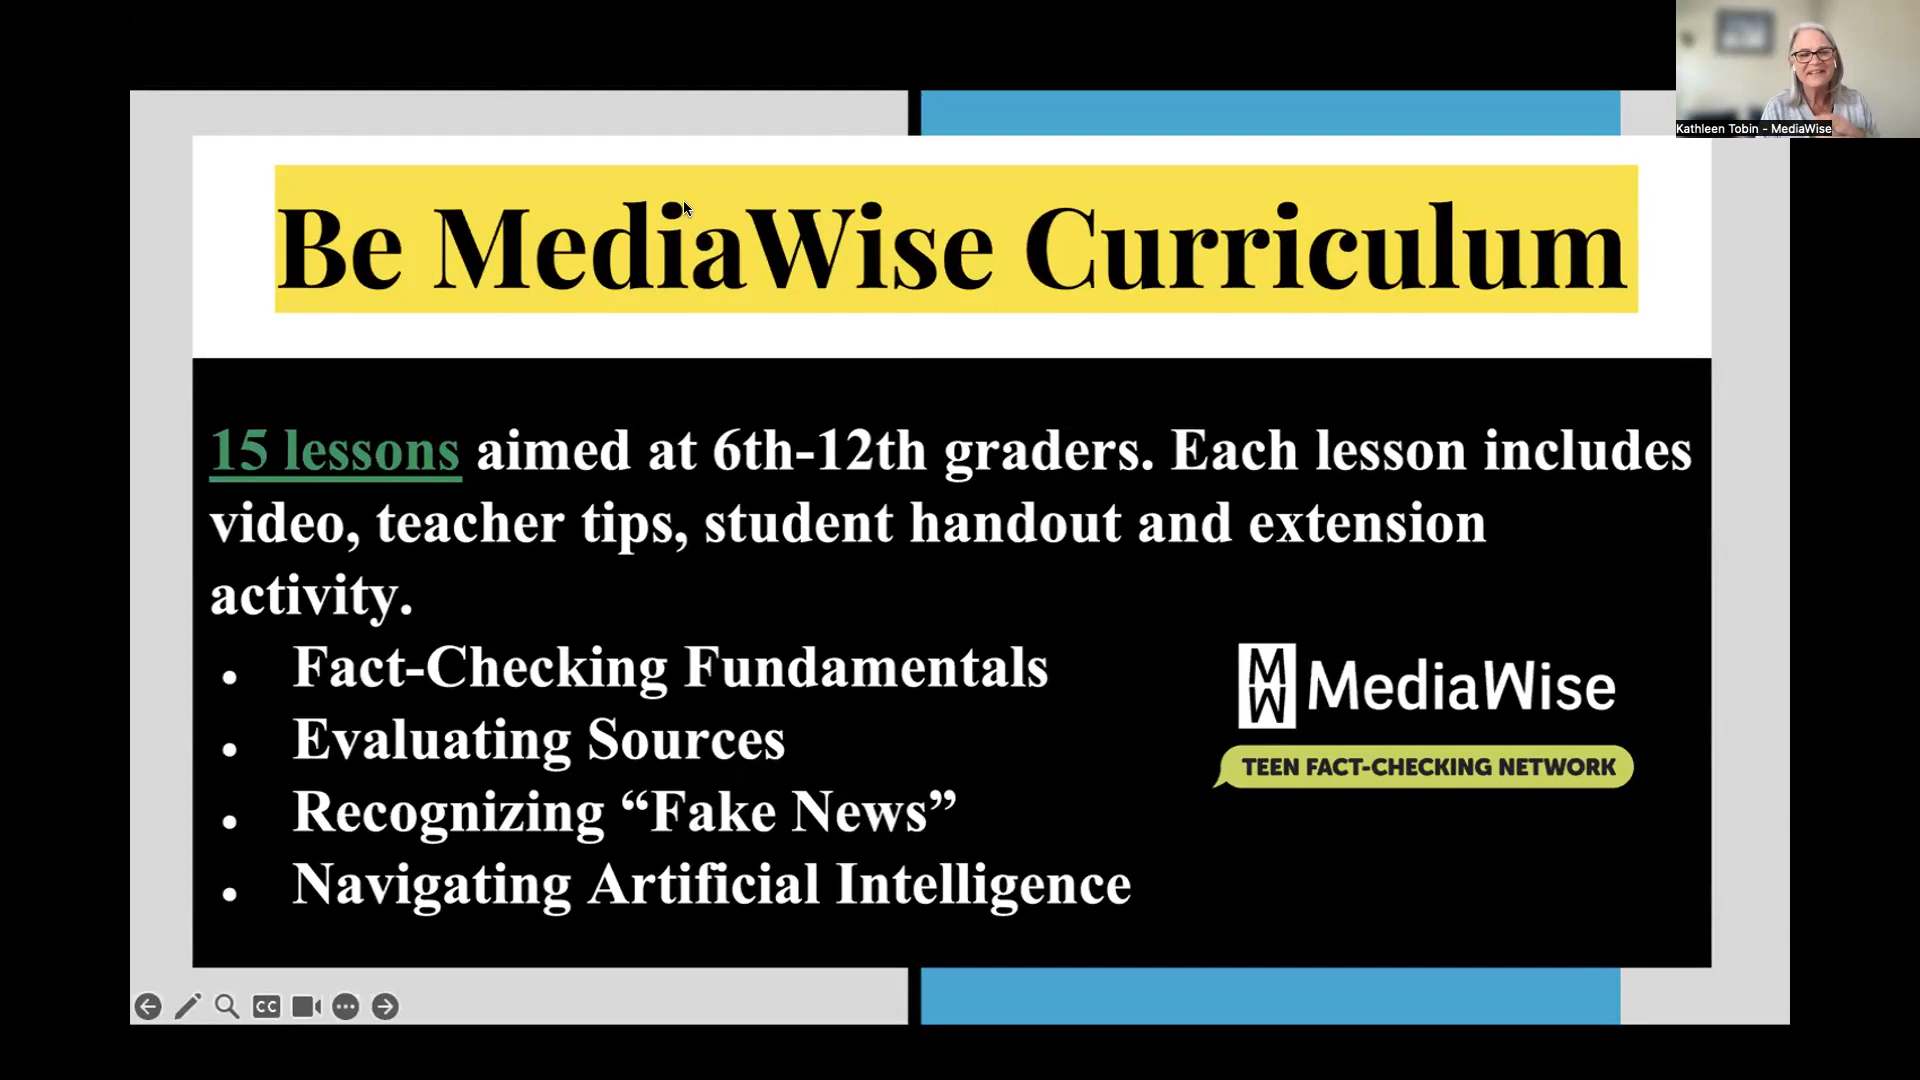 Kathleen Tobin - MediaWise
Be MediaWise Curriculum
15 lessons aimed at 6th-12th graders. Each lesson includes
video, teacher tips, student handout and extension
activity.
• Fact-Checking Fundamentals
• Evaluating Sources
• Recognizing “Fake News”
• Navigating Artificial Intelligence
MW MediaWise
TEEN FACT-CHECKING NETWORK
CC